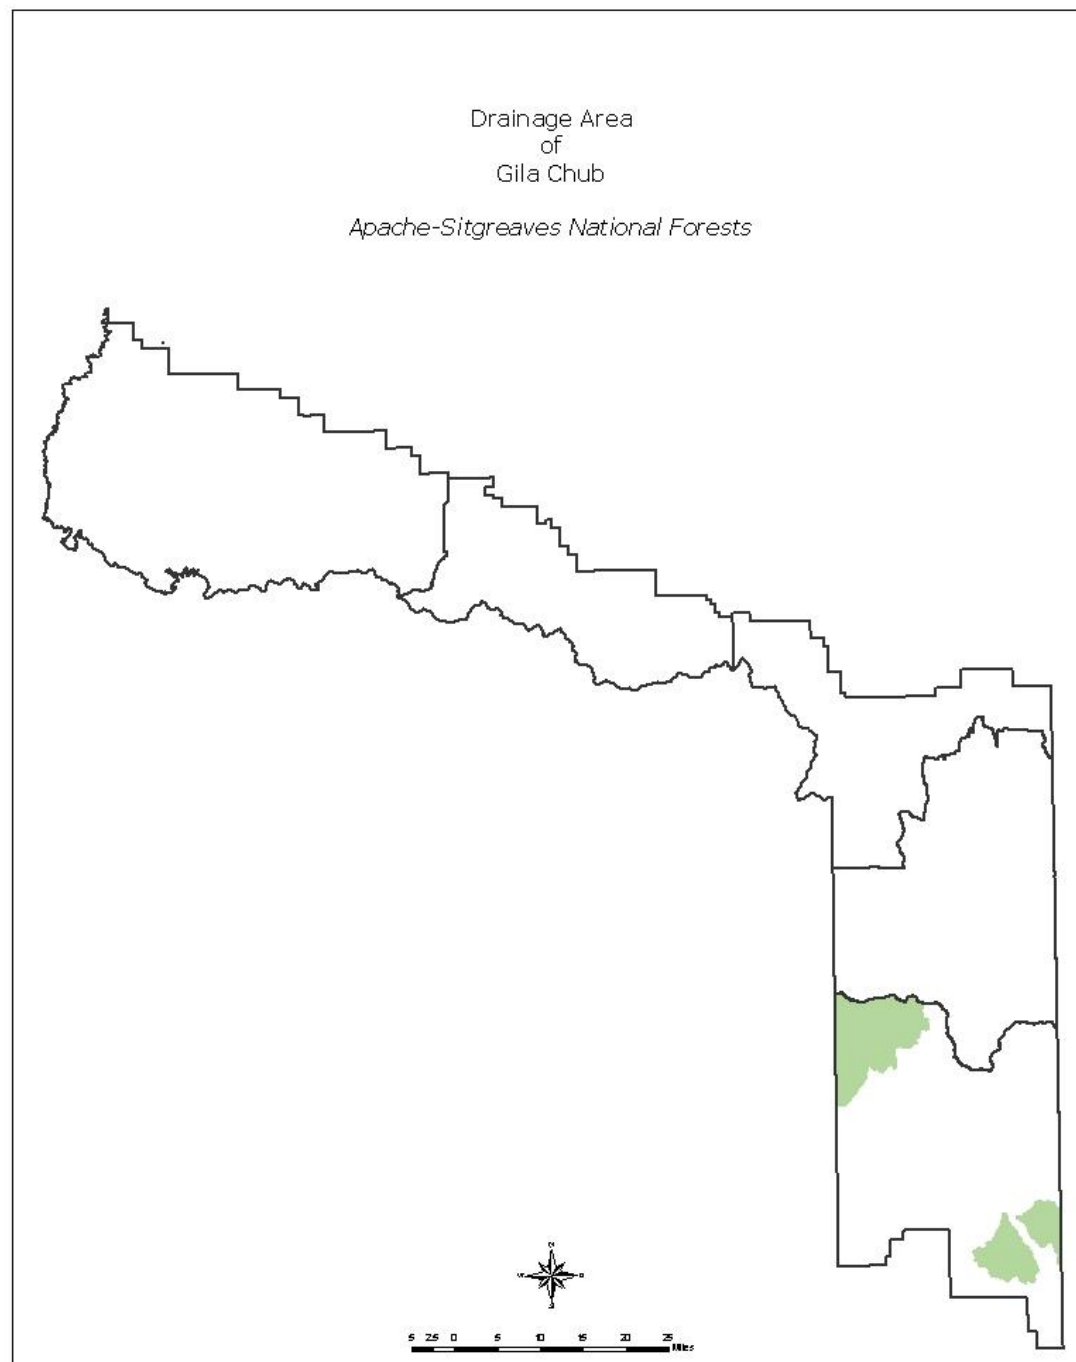 Drainage Area
of
Gila Chub
Apache-Sitgreaves National Forests
N
W E
S
5 2.5 0 5 10 15 20 25
Miles